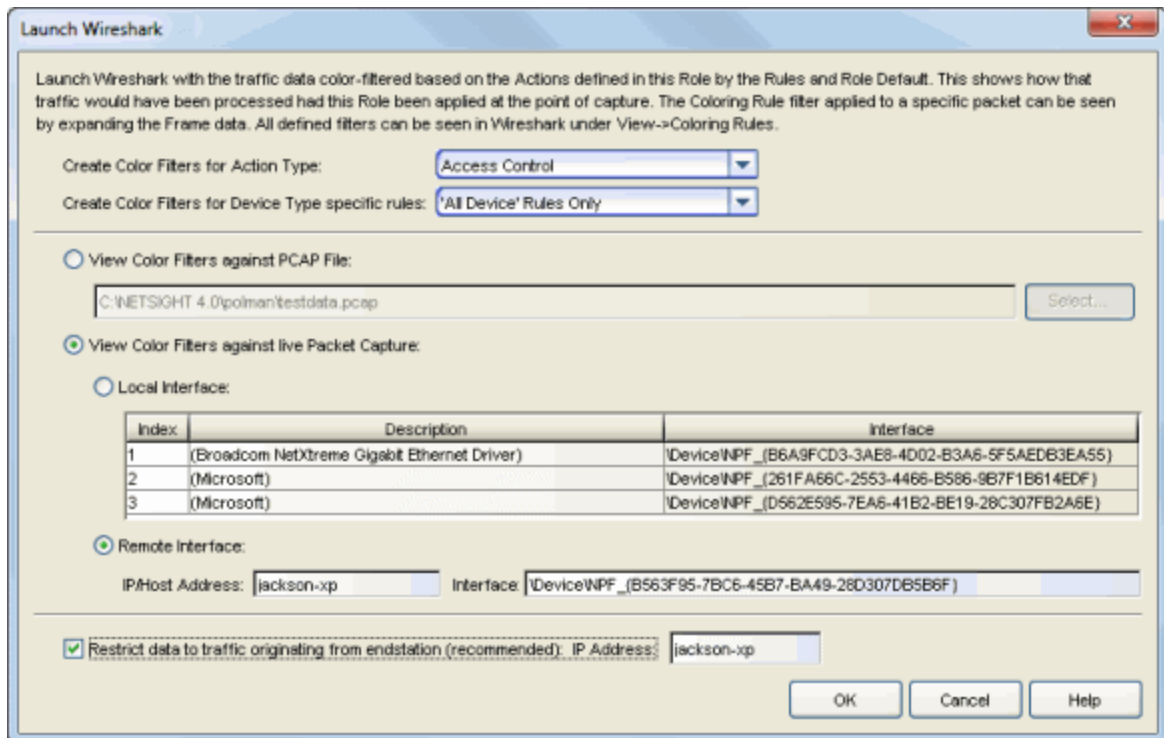 Launch Wireshark
Launch Wireshark with the traffic data color-filtered based on the Actions defined in this Role by the Rules and Role Default. This shows how that
traffic would have been processed had this Role been applied at the point of capture. The Coloring Rule filter applied to a specific packet can be seen
by expanding the Frame data. All defined filters can be seen in Wireshark under View->Coloring Rules.
Create Color Filters for Action Type: Access Control
Create Color Filters for Device Type specific rules: 'All Device' Rules Only
View Color Filters against PCAP File:
C:\NETSIGHT 4.0\polman\testdata.pcap Select...
View Color Filters against live Packet Capture:
Local Interface:
Index Description Interface
1 (Broadcom NetXtreme Gigabit Ethernet Driver) \Device\NPF_{B6A9FCD3-3AE8-4D02-B3A6-5F5AEDB3EA55}
2 (Microsoft) \Device\NPF_{261FA66C-2553-4466-B586-9B7F1B614EDF}
3 (Microsoft) \Device\NPF_{D562E595-7EA6-41B2-BE19-28C307FB2A6E}
Remote Interface:
IP/Host Address: jackson-xp Interface: \Device\NPF_{B563F95-7BC6-45B7-BA49-28D307DB5B6F}
Restrict data to traffic originating from endstation (recommended): IP Address: jackson-xp
OK Cancel Help